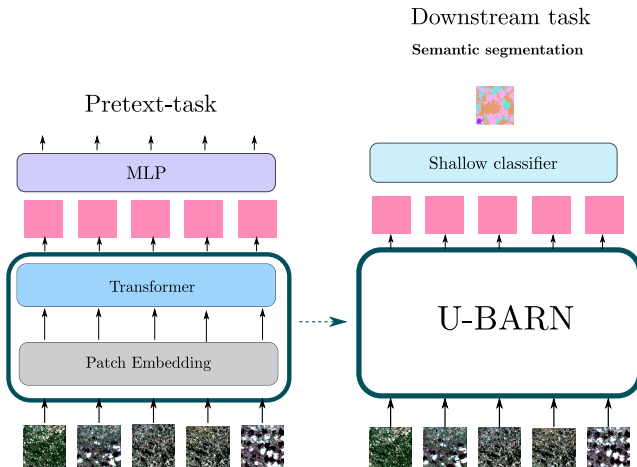 Downstream task
Semantic segmentation
Pretext-task
MLP
Shallow classifier
Transformer
U-BARN
Patch Embedding